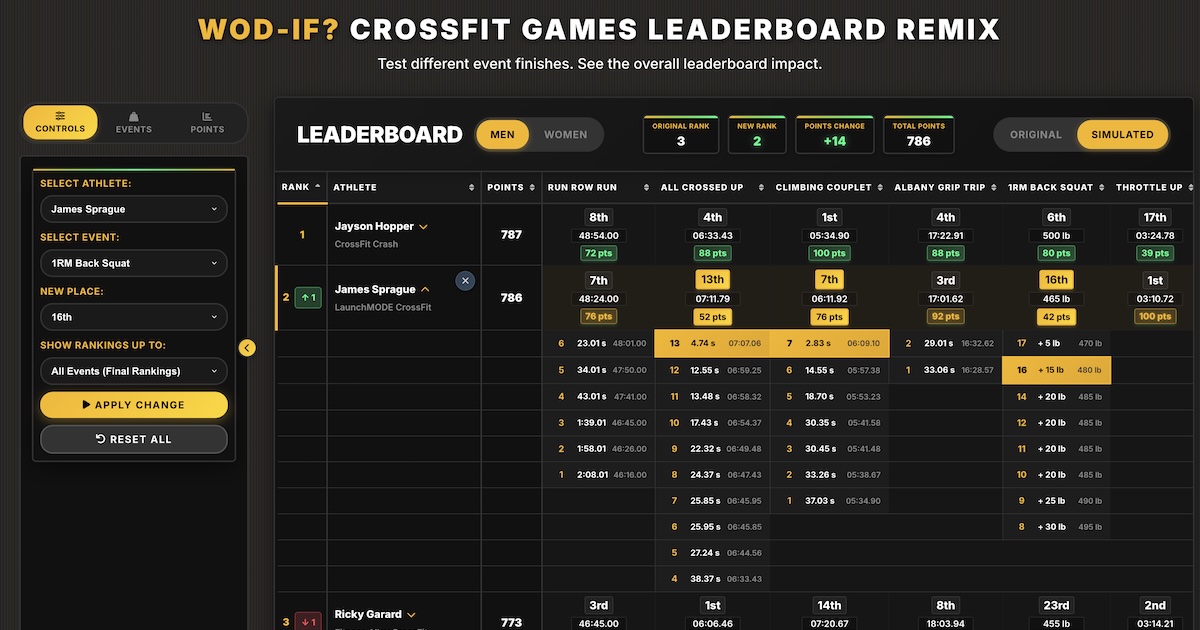 WOD-IF? CROSSFIT GAMES LEADERBOARD REMIX
Test different event finishes. See the overall leaderboard impact.
CONTROLS EVENTS POINTS
SELECT ATHLETE:
James Sprague
SELECT EVENT:
1RM Back Squat
NEW PLACE:
16th
SHOW RANKINGS UP TO:
All Events (Final Rankings)
APPLY CHANGE
RESET ALL
LEADERBOARD MEN WOMEN
ORIGINAL RANK
3
NEW RANK
2
POINTS CHANGE
+14
TOTAL POINTS
786
ORIGINAL SIMULATED
RANK ATHLETE POINTS RUN ROW RUN ALL CROSSED UP CLIMBING COUPLET ALBANY GRIP TRIP 1RM BACK SQUAT THROTTLE UP
1 Jayson Hopper 787
CrossFit Crash
8th 4th 1st 4th 6th 17th
48:54.00 06:33.43 05:34.90 17:22.91 500 lb 03:24.78
72 pts 88 pts 100 pts 88 pts 80 pts 39 pts
2 ↑ 1 James Sprague 786
LaunchMODE CrossFit
7th 13th 7th 3rd 16th 1st
48:24.00 07:11.79 06:11.92 17:01.62 465 lb 03:10.72
76 pts 52 pts 76 pts 92 pts 42 pts 100 pts
6 23.01 s 48:01.00 13 4.74 s 07:07.06 7 2.83 s 06:09.10 2 29.01 s 16:32.62 17 + 5 lb 470 lb
5 34.01 s 47:50.00 12 12.55 s 06:59.25 6 14.55 s 05:57.38 1 33.06 s 16:28.57 16 + 15 lb 480 lb
4 43.01 s 47:41.00 11 13.48 s 06:58.32 5 18.70 s 05:53.23 14 + 20 lb 485 lb
3 1:39.01 46:45.00 10 17.43 s 06:54.37 4 30.35 s 05:41.58 12 + 20 lb 485 lb
2 1:58.01 46:26.00 9 22.32 s 06:49.48 3 30.45 s 05:41.48 11 + 20 lb 485 lb
1 2:08.01 46:16.00 8 24.37 s 06:47.43 2 33.26 s 05:38.67 10 + 20 lb 485 lb
7 25.85 s 06:45.95 1 37.03 s 05:34.90 9 + 25 lb 490 lb
6 25.95 s 06:45.85 8 + 30 lb 495 lb
5 27.24 s 06:44.56
4 38.37 s 06:33.43
3 ↓ 1 Ricky Garard 773
3rd 1st 14th 8th 23rd 2nd
46:45.00 06:06.46 07:20.67 18:03.94 455 lb 03:14.21